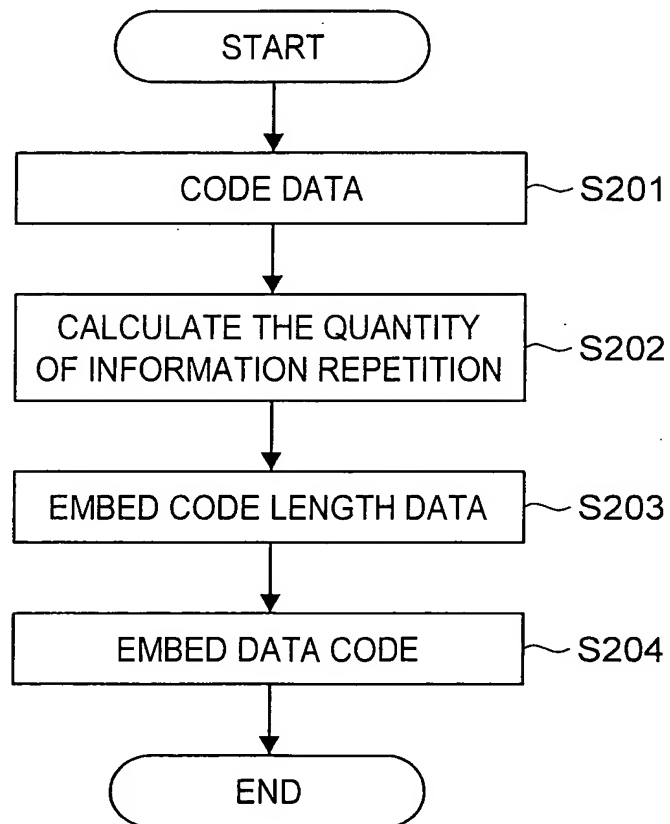 START
CODE DATA
S201
CALCULATE THE QUANTITY
OF INFORMATION REPETITION
S202
EMBED CODE LENGTH DATA
S203
EMBED DATA CODE
S204
END